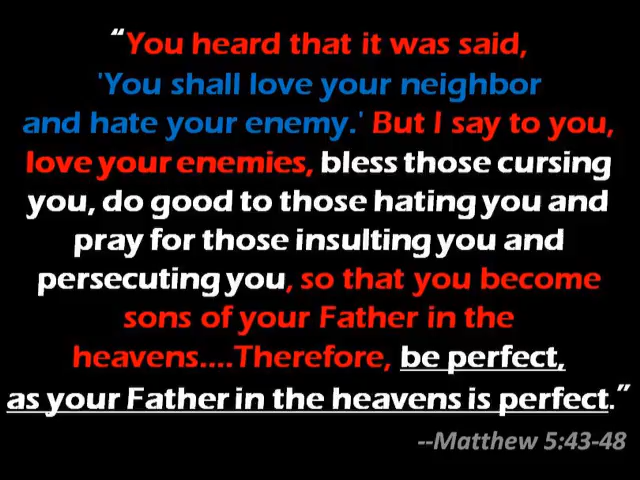 “You heard that it was said,
'You shall love your neighbor
and hate your enemy.' But I say to you,
love your enemies, bless those cursing
you, do good to those hating you and
pray for those insulting you and
persecuting you, so that you become
sons of your Father in the
heavens....Therefore, be perfect,
as your Father in the heavens is perfect.”
--Matthew 5:43-48